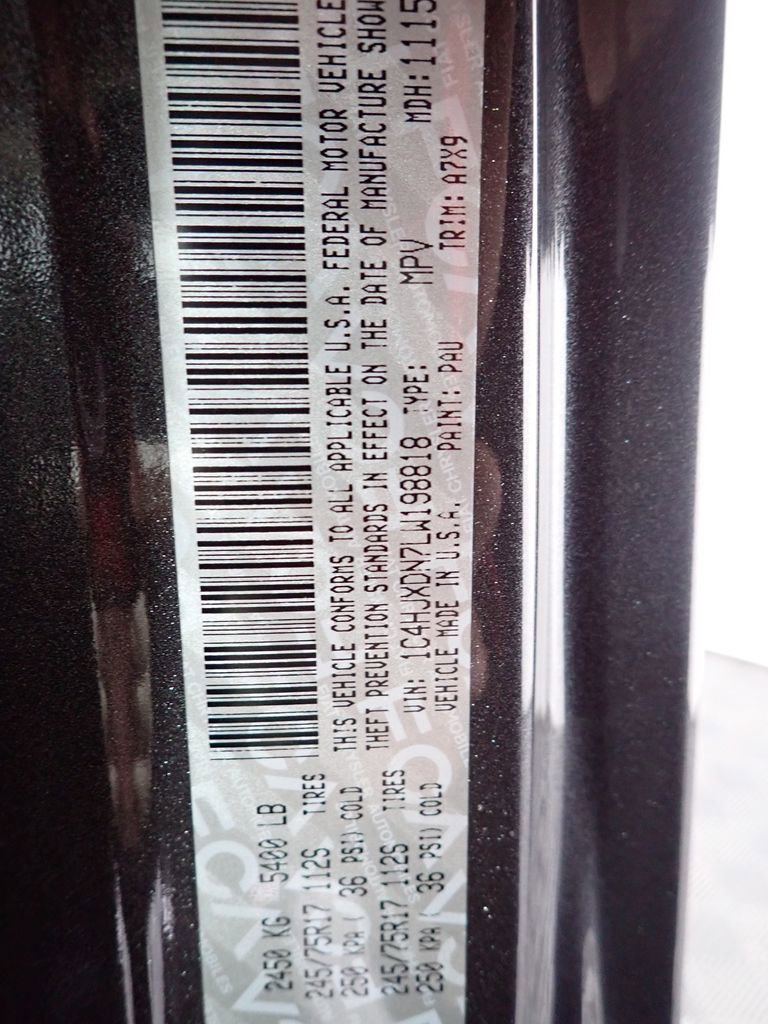 2450 KG 5400 LB
245/75R17 112S TIRES
250 KPA ( 36 PSI) COLD
245/75R17 112S TIRES
250 KPA ( 36 PSI) COLD
THIS VEHICLE CONFORMS TO ALL APPLICABLE U.S.A. FEDERAL MOTOR VEHICLE
THEFT PREVENTION STANDARDS IN EFFECT ON THE DATE OF MANUFACTURE SHOW
VIN: 1C4HJXDN7LW198818 TYPE: MPV MDH: 1115
VEHICLE MADE IN U.S.A. PAINT: PAU TRIM: A7X9